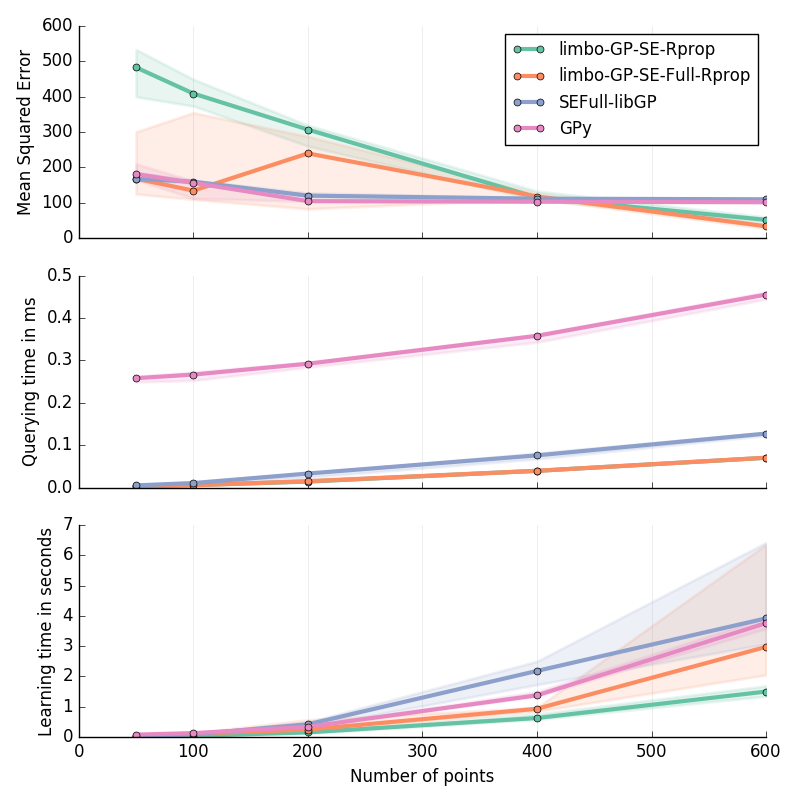 600
500
400
300
200
100
0
Mean Squared Error
limbo-GP-SE-Rprop
limbo-GP-SE-Full-Rprop
SEFull-libGP
GPy
0.5
0.4
0.3
0.2
0.1
0.0
Querying time in ms
7
6
5
4
3
2
1
0
Learning time in seconds
0 100 200 300 400 500 600
Number of points